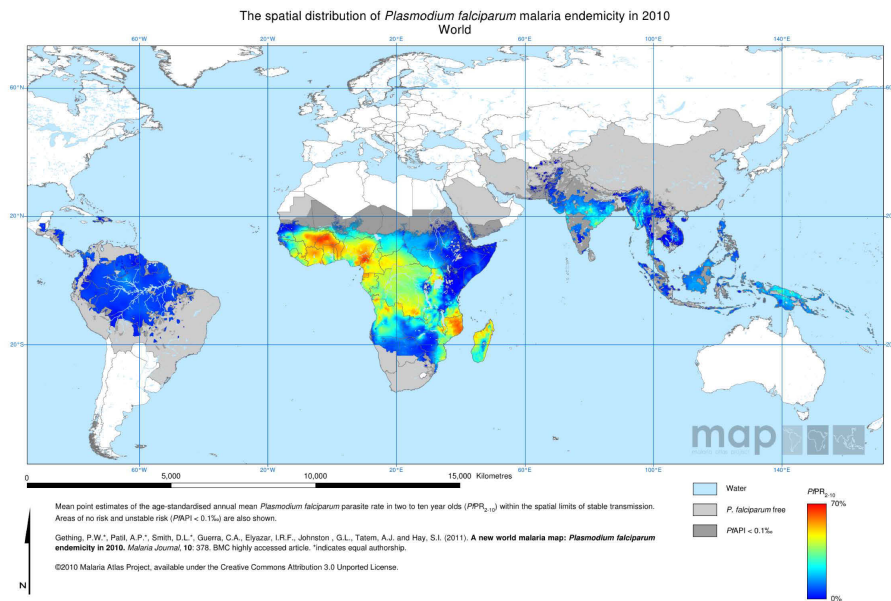 The spatial distribution of Plasmodium falciparum malaria endemicity in 2010
World
60°W 20°W 20°E 60°E 100°E 140°E
60°N
20°N
20°S
60°W 20°W 20°E 60°E 100°E 140°E
map
0 5,000 10,000 15,000 Kilometres
Water
P. falciparum free
PfAPI < 0.1‰
PfPR2-10
70%
0%
Mean point estimates of the age-standardised annual mean Plasmodium falciparum parasite rate in two to ten year olds (PfPR2-10) within the spatial limits of stable transmission.
Areas of no risk and unstable risk (PfAPI < 0.1‰) are also shown.
Gething, P.W.*, Patil, A.P.*, Smith, D.L.*, Guerra, C.A., Elyazar, I.R.F., Johnston , G.L., Tatem, A.J. and Hay, S.I. (2011). A new world malaria map: Plasmodium falciparum
endemicity in 2010. Malaria Journal, 10: 378. BMC highly accessed article. *indicates equal authorship.
©2010 Malaria Atlas Project, available under the Creative Commons Attribution 3.0 Unported License.
N